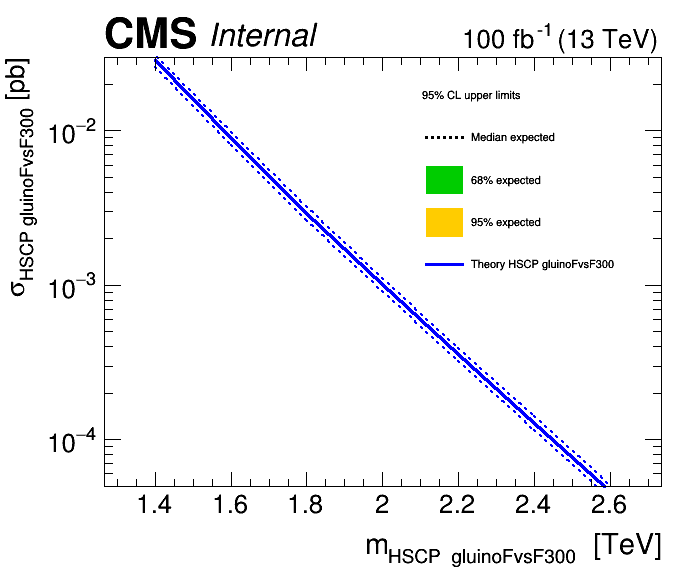 CMS Internal 100 fb⁻¹ (13 TeV)
σHSCP gluinoFvsF300 [pb]
95% CL upper limits
Median expected
68% expected
95% expected
Theory HSCP gluinoFvsF300
10⁻²
10⁻³
10⁻⁴
1.4 1.6 1.8 2 2.2 2.4 2.6
mHSCP gluinoFvsF300 [TeV]